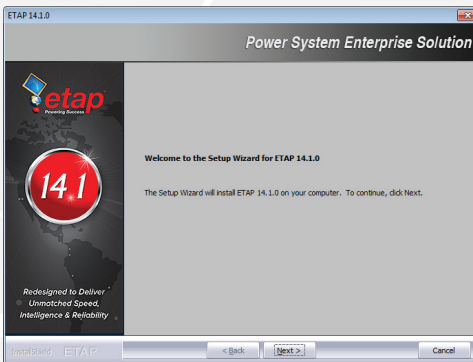 ETAP 14.1.0
Power System Enterprise Solution
etap
Powering Success
14.1
Redesigned to Deliver
Unmatched Speed,
Intelligence & Reliability
Welcome to the Setup Wizard for ETAP 14.1.0
The Setup Wizard will install ETAP 14.1.0 on your computer. To continue, click Next.
InstallShield ETAP
< Back Next > Cancel